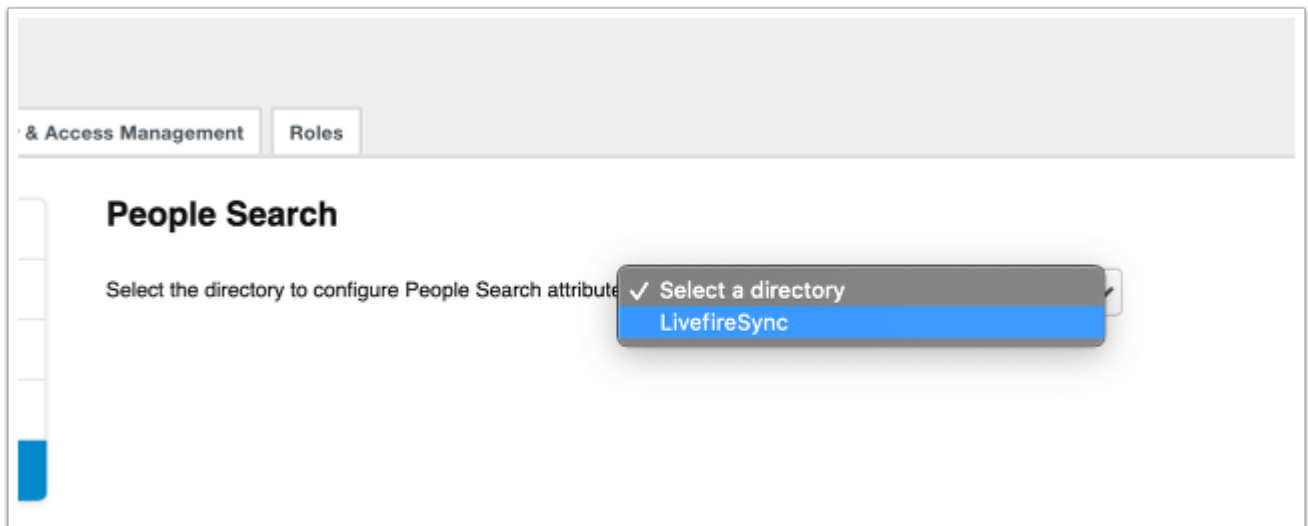 & Access Management Roles
People Search
Select the directory to configure People Search attribute
✓ Select a directory
LivefireSync